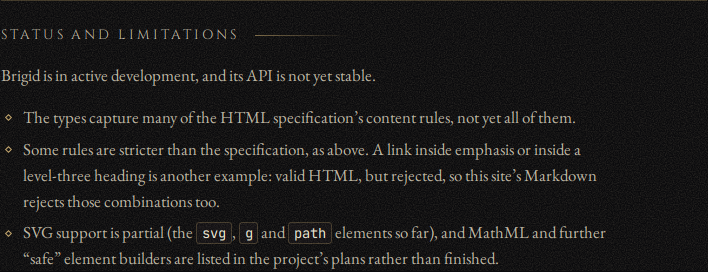 STATUS AND LIMITATIONS
Brigid is in active development, and its API is not yet stable.
The types capture many of the HTML specification’s content rules, not yet all of them.
Some rules are stricter than the specification, as above. A link inside emphasis or inside a
level-three heading is another example: valid HTML, but rejected, so this site’s Markdown
rejects those combinations too.
SVG support is partial (the svg, g and path elements so far), and MathML and further
“safe” element builders are listed in the project’s plans rather than finished.